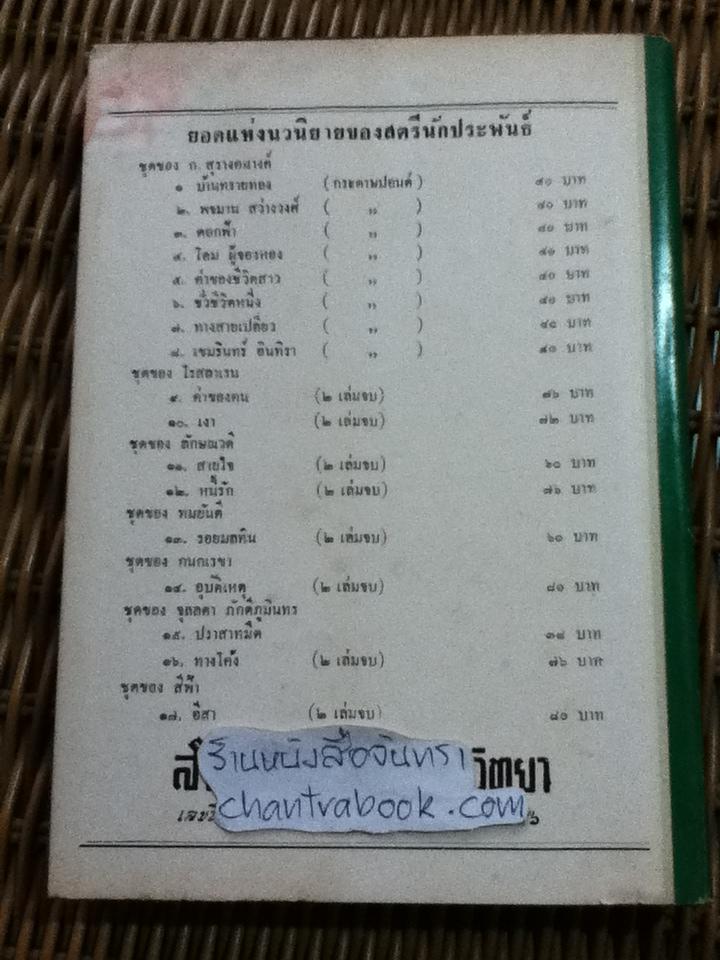 ยอดแห่งนวนิยายของสตรีนักประพันธ์
ชุดของ ก. สุรางคนางค์
๑ บ้านทรายทอง (กระดาษปอนด์) ๔๐ บาท
๒. พจมาน สว่างวงศ์ ( ,, ) ๔๐ บาท
๓. ดอกฟ้า ( ,, ) ๔๐ บาท
๔. โดม ผู้จองหอง ( ,, ) ๔๐ บาท
๕. ค่าของชีวิตสาว ( ,, ) ๔๐ บาท
๖. ชั่วชีวิตหนึ่ง ( ,, ) ๔๐ บาท
๗. ทางสายเปลี่ยว ( ,, ) บาท
๘. เขมรินทร์ อินทิรา ( ,, ) ๔๐ บาท
ชุดของ โรสลาเรน
๙. ค่าของคน (๒ เล่มจบ) ๗๖ บาท
๑๐. เงา (๒ เล่มจบ) ๗๒ บาท
ชุดของ ลักษณวดี
๑๑. สายใจ (๒ เล่มจบ) ๖๐ บาท
๑๒. หนี้รัก (๒ เล่มจบ) ๗๖ บาท
ชุดของ ทมยันตี
๑๓. รอยมลทิน (๒ เล่มจบ) ๖๐ บาท
ชุดของ กนกเรขา
๑๔. อุบัติเหตุ (๒ เล่มจบ) ๘๐ บาท
ชุดของ จุลลดา ภักดีภูมินทร
๑๕. ปราสาทมืด ๓๘ บาท
๑๖. ทางโค้ง (๒ เล่มจบ) ๗๖ บาท
ชุดของ สีฟ้า
๑๗. อีสา (๒ เล่มจบ) ๘๐ บาท
วิทยา
ร้านหนังสือจันทรา
chantrabook.com